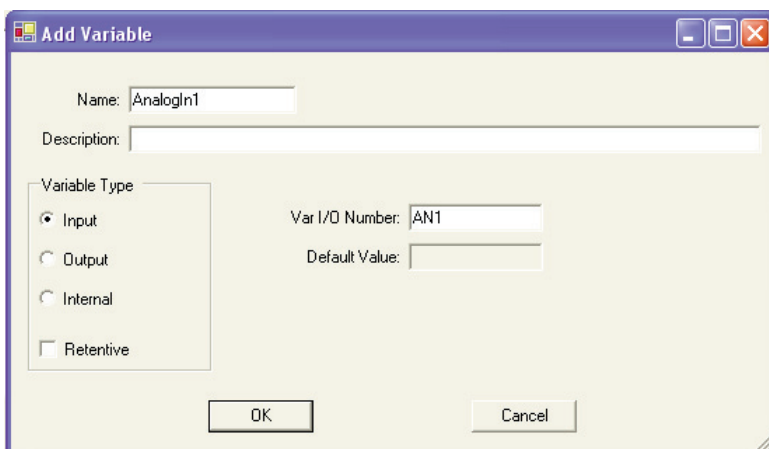 Add Variable
Name: AnalogIn1
Description:
Variable Type
Input
Var I/O Number: AN1
Output
Default Value:
Internal
Retentive
OK
Cancel